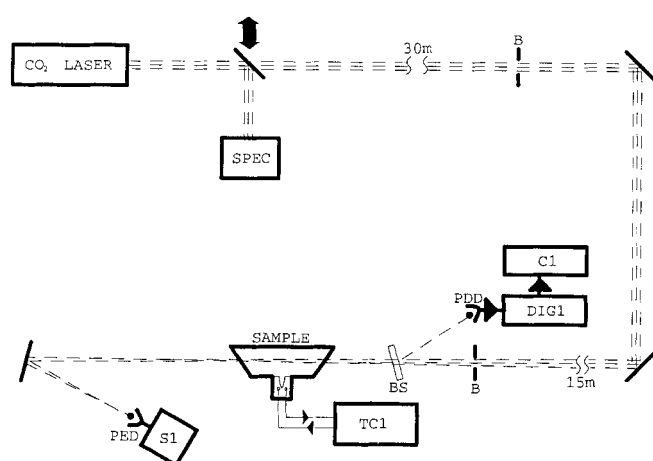 30m
B
CO₂ LASER
SPEC
C1
PDD
DIG1
SAMPLE
BS
B
15m
PED
S1
TC1